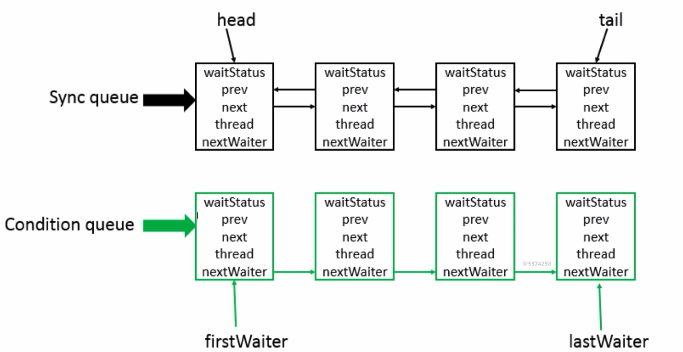 head
tail
Sync queue
waitStatus
prev
next
thread
nextWaiter
waitStatus
prev
next
thread
nextWaiter
waitStatus
prev
next
thread
nextWaiter
waitStatus
prev
next
thread
nextWaiter
Condition queue
waitStatus
prev
next
thread
nextWaiter
waitStatus
prev
next
thread
nextWaiter
waitStatus
prev
next
thread
nextWaiter
waitStatus
prev
next
thread
nextWaiter
firstWaiter
lastWaiter